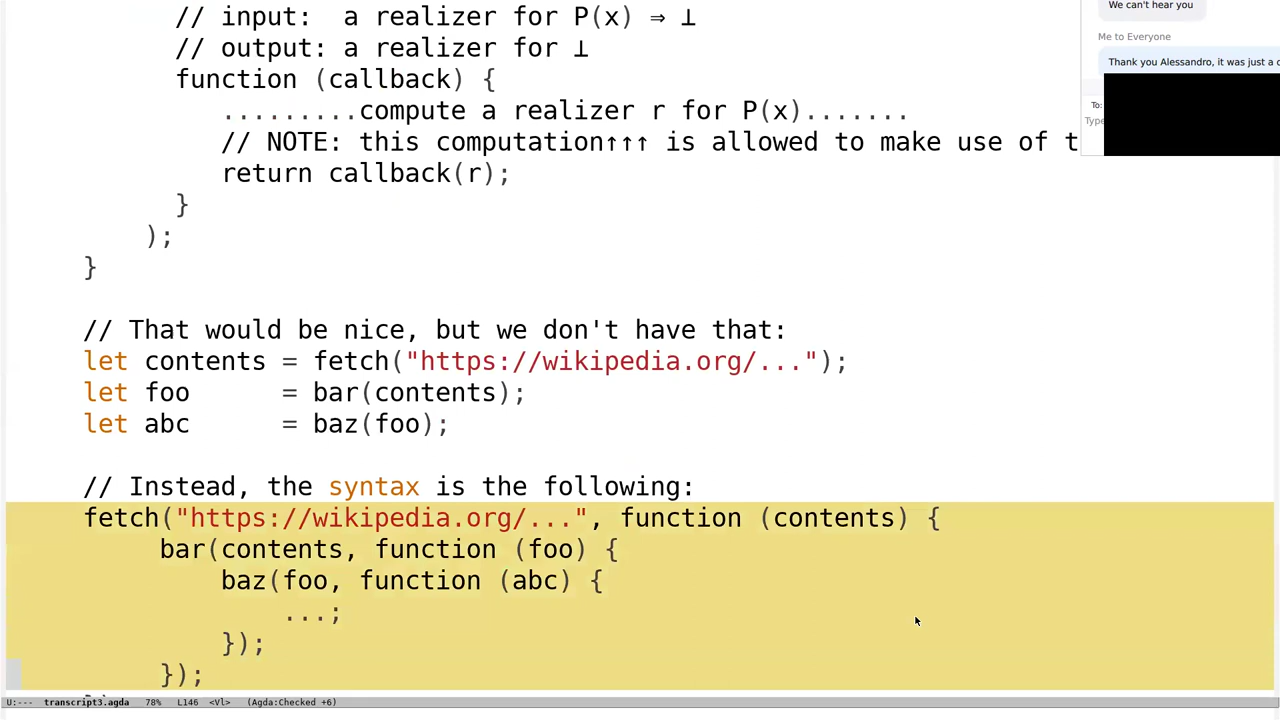 // input:  a realizer for P(x) ⇒ ⊥
// output: a realizer for ⊥
function (callback) {
.........compute a realizer r for P(x).......
// NOTE: this computation↑↑↑ is allowed to make use of t
return callback(r);
}
);
}
// That would be nice, but we don't have that:
let contents = fetch("https://wikipedia.org/...");
let foo      = bar(contents);
let abc      = baz(foo);
// Instead, the syntax is the following:
fetch("https://wikipedia.org/...", function (contents) {
bar(contents, function (foo) {
baz(foo, function (abc) {
...;
});
});
U:---  transcript3.agda   78%   L146  <Vl>   (Agda:Checked +6)
We can't hear you
Me to Everyone
Thank you Alessandro, it was just a
To:
Type